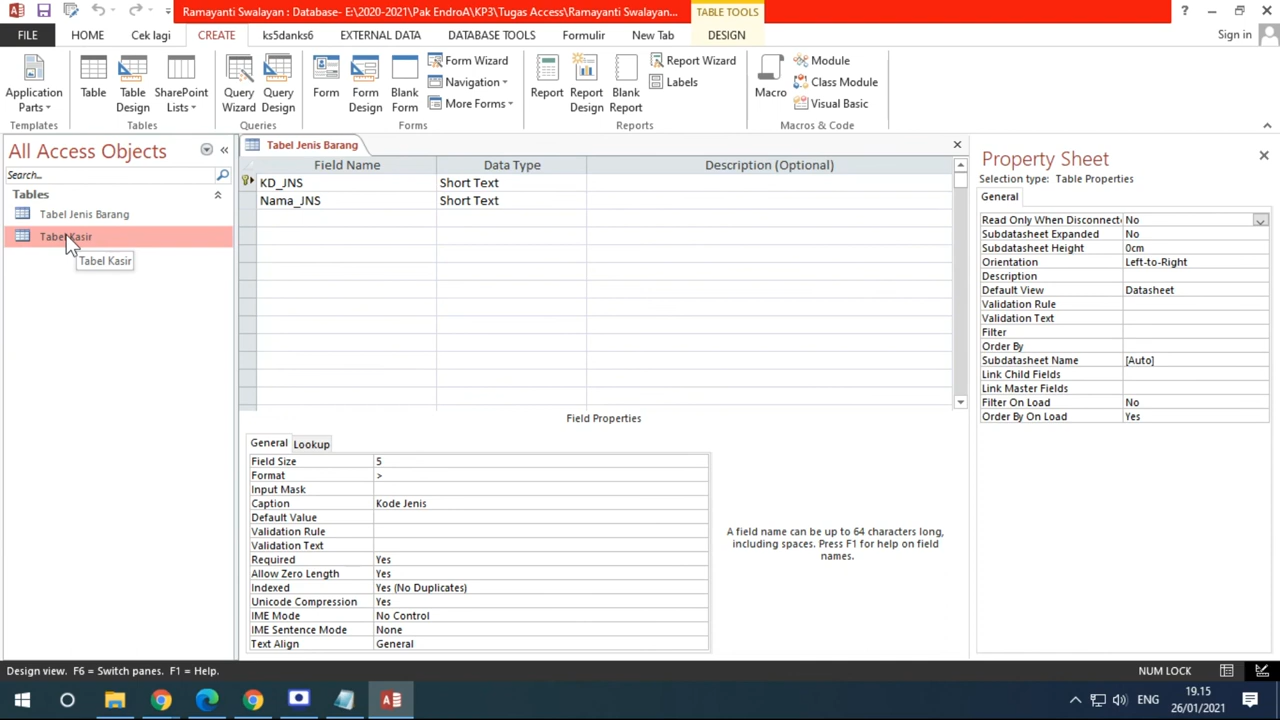 Ramayanti Swalayan : Database- E:\2020-2021\Pak EndroA\KP3\Tugas Access\Ramayanti Swalayan...
TABLE TOOLS
?
FILE
HOME
Cek lagi
CREATE
ks5danks6
EXTERNAL DATA
DATABASE TOOLS
Formulir
New Tab
DESIGN
Sign in
Application Parts
Table
Table Design
SharePoint Lists
Query Wizard
Query Design
Form
Form Design
Blank Form
Form Wizard
Navigation
More Forms
Report
Report Design
Blank Report
Report Wizard
Labels
Macro
Module
Class Module
Visual Basic
Templates
Tables
Queries
Forms
Reports
Macros & Code
All Access Objects
Search...
Tables
Tabel Jenis Barang
Tabel Kasir
Tabel Kasir
Tabel Jenis Barang
Field Name Data Type Description (Optional)
KD_JNS Short Text
Nama_JNS Short Text
Field Properties
General Lookup
Field Size 5
Format >
Input Mask
Caption Kode Jenis
Default Value
Validation Rule
Validation Text
Required Yes
Allow Zero Length Yes
Indexed Yes (No Duplicates)
Unicode Compression Yes
IME Mode No Control
IME Sentence Mode None
Text Align General
A field name can be up to 64 characters long,
including spaces. Press F1 for help on field
names.
Property Sheet
Selection type: Table Properties
General
Read Only When Disconnect No
Subdatasheet Expanded No
Subdatasheet Height 0cm
Orientation Left-to-Right
Description
Default View Datasheet
Validation Rule
Validation Text
Filter
Order By
Subdatasheet Name [Auto]
Link Child Fields
Link Master Fields
Filter On Load No
Order By On Load Yes
Design view. F6 = Switch panes. F1 = Help.
NUM LOCK
ENG
19.15
26/01/2021